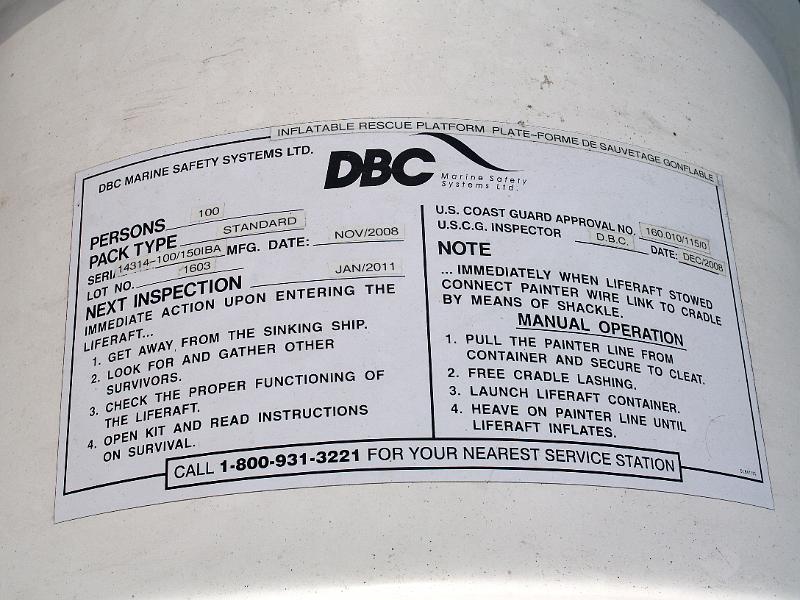 INFLATABLE RESCUE PLATFORM PLATE-FORME DE SAUVETAGE GONFLABLE
DBC MARINE SAFETY SYSTEMS LTD.
DBC Marine Safety
Systems Ltd.
PERSONS 100
PACK TYPE STANDARD
SERI 14314-100/150IBA MFG. DATE: NOV/2008
LOT NO. 1603
NEXT INSPECTION JAN/2011
IMMEDIATE ACTION UPON ENTERING THE
LIFERAFT...
1. GET AWAY FROM THE SINKING SHIP.
2. LOOK FOR AND GATHER OTHER
SURVIVORS.
3. CHECK THE PROPER FUNCTIONING OF
THE LIFERAFT.
4. OPEN KIT AND READ INSTRUCTIONS
ON SURVIVAL.
U.S. COAST GUARD APPROVAL NO. 160.010/115/0
U.S.C.G. INSPECTOR D.B.C. DATE: DEC/2008
NOTE
...IMMEDIATELY WHEN LIFERAFT STOWED
CONNECT PAINTER WIRE LINK TO CRADLE
BY MEANS OF SHACKLE.
MANUAL OPERATION
1. PULL THE PAINTER LINE FROM
CONTAINER AND SECURE TO CLEAT.
2. FREE CRADLE LASHING.
3. LAUNCH LIFERAFT CONTAINER.
4. HEAVE ON PAINTER LINE UNTIL
LIFERAFT INFLATES.
CALL 1-800-931-3221 FOR YOUR NEAREST SERVICE STATION